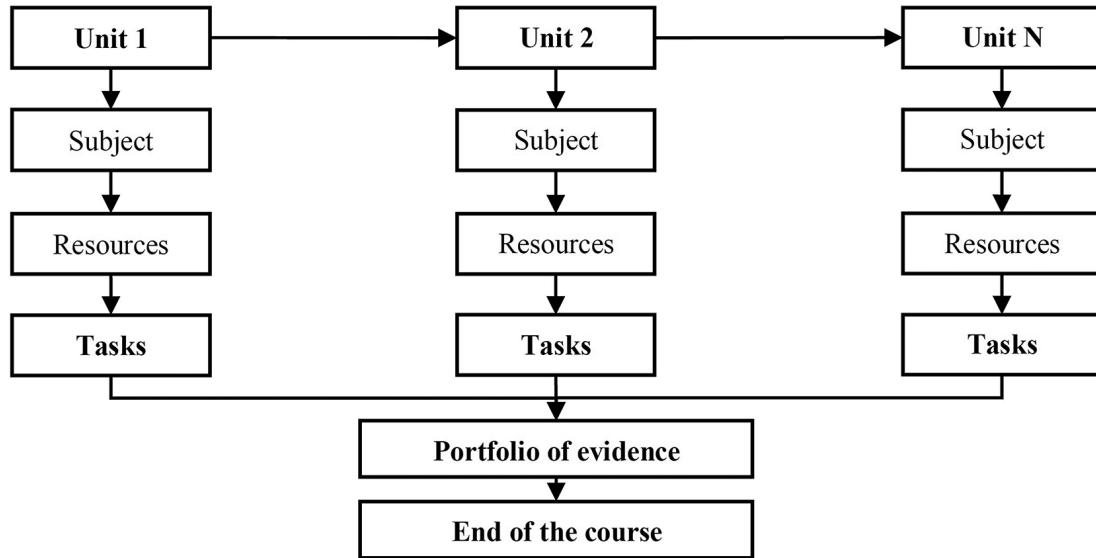 Unit 1
Unit 2
Unit N
Subject
Subject
Subject
Resources
Resources
Resources
Tasks
Tasks
Tasks
Portfolio of evidence
End of the course